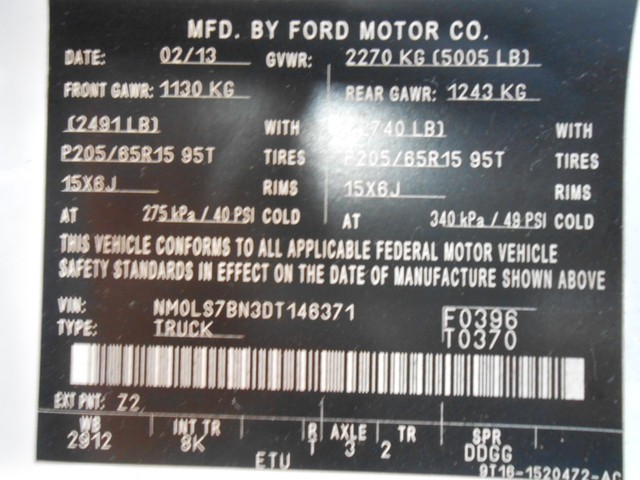 MFD. BY FORD MOTOR CO.
DATE: 02/13 GVWR: 2270 KG (5005 LB)
FRONT GAWR: 1130 KG REAR GAWR: 1243 KG
(2491 LB) WITH 2740 LB) WITH
P205/65R15 95T TIRES P205/65R15 95T TIRES
15X6J RIMS 15X6J RIMS
AT 275 kPa / 40 PSI COLD AT 340 kPa / 49 PSI COLD
THIS VEHICLE CONFORMS TO ALL APPLICABLE FEDERAL MOTOR VEHICLE
SAFETY STANDARDS IN EFFECT ON THE DATE OF MANUFACTURE SHOWN ABOVE
VIN: NM0LS7BN3DT146371 F0396
TYPE: TRUCK T0370
EXT PNT: Z2
WB INT TR R AXLE TR SPR
2912 8K 1 3 2 DDGG
ETU 9T16-1520472-AC